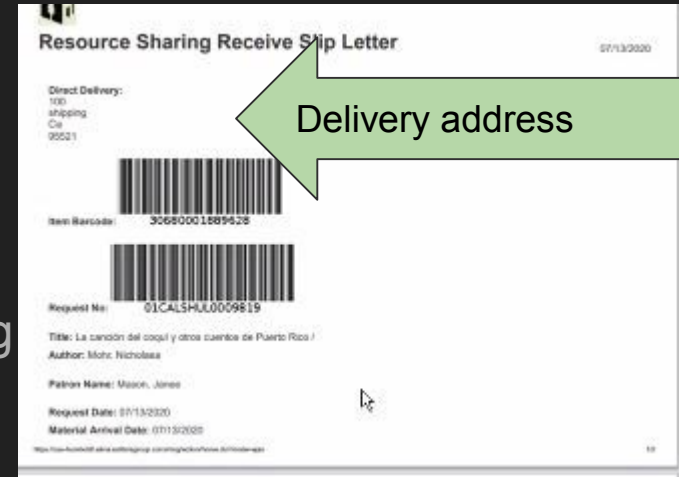 Resource Sharing Receive Slip Letter
07/13/2020
Direct Delivery:
100
shipping
Ca
95521
Delivery address
Item Barcode:
30680001889628
Request No:
01CALSHUL0009819
g
Title: La canción del coquí y otros cuentos de Puerto Rico /
Author: Mohr, Nicholasa
Patron Name: Mason, Jonee
Request Date: 07/13/2020
Material Arrival Date: 07/13/2020